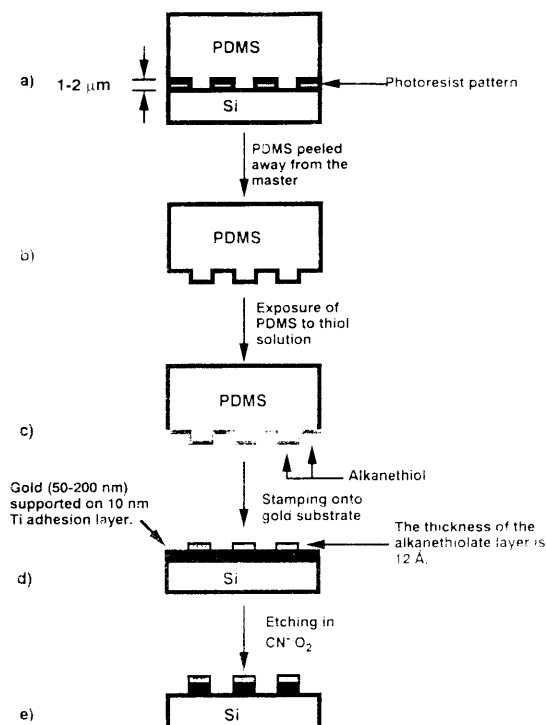 PDMS
a)
1-2 μm
Photoresist pattern
Si
PDMS peeled
away from the
master
PDMS
b)
Exposure of
PDMS to thiol
solution
PDMS
c)
Alkanethiol
Gold (50-200 nm)
supported on 10 nm
Ti adhesion layer.
Stamping onto
gold substrate
The thickness of the
alkanethiolate layer is
12 Å.
d)
Si
Etching in
CN⁻ O₂
e)
Si